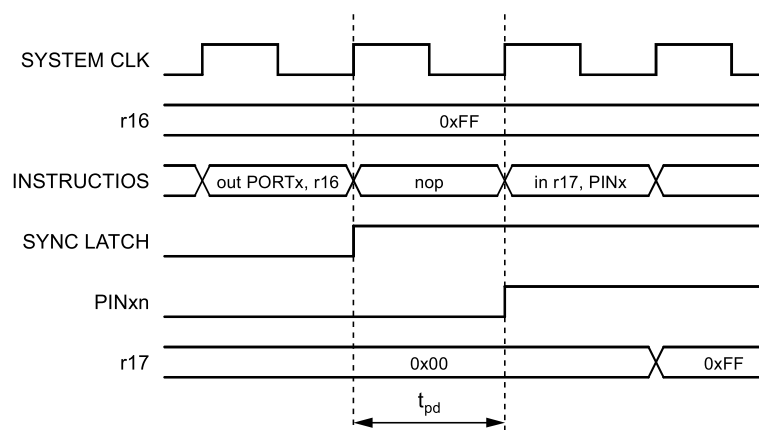 SYSTEM CLK
r16
0xFF
INSTRUCTIOS
out PORTx, r16
nop
in r17, PINx
SYNC LATCH
PINxn
r17
0x00
0xFF
tpd